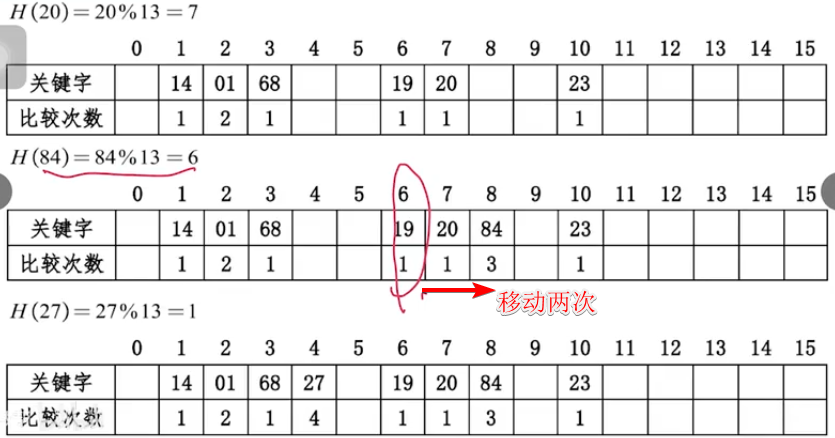 H(20)=20%13=7
0 1 2 3 4 5 6 7 8 9 10 11 12 13 14 15
关键字 14 01 68 19 20 23
比较次数 1 2 1 1 1 1
H(84)=84%13=6
0 1 2 3 4 5 6 7 8 9 10 11 12 13 14 15
关键字 14 01 68 19 20 84 23
比较次数 1 2 1 1 1 3 1
移动两次
H(27)=27%13=1
0 1 2 3 4 5 6 7 8 9 10 11 12 13 14 15
关键字 14 01 68 27 19 20 84 23
比较次数 1 2 1 4 1 1 3 1